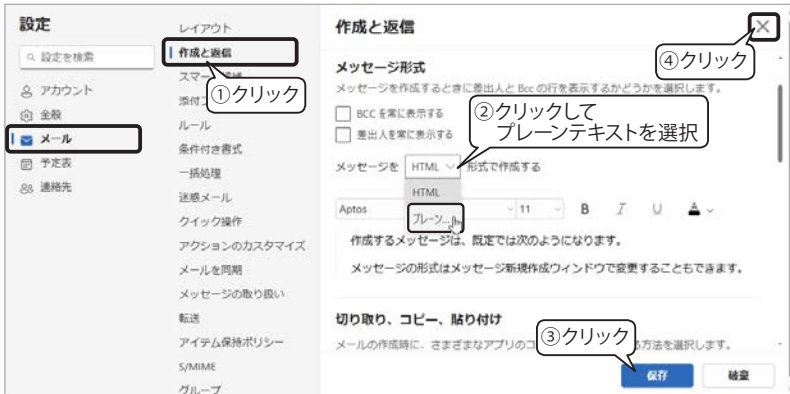 設定
設定を検索
アカウント
全般
メール
予定表
連絡先
レイアウト
作成と返信
スマー
①クリック
添付フ
ルール
条件付き書式
一括処理
迷惑メール
クイック操作
アクションのカスタマイズ
メールを同期
メッセージの取り扱い
転送
アイテム保持ポリシー
S/MIME
グループ
作成と返信
④クリック
メッセージ形式
メッセージを作成するときに差出人と Bcc の行を表示するかどうかを選択します。
BCC を常に表示する
差出人を常に表示する
②クリックして
プレーンテキストを選択
メッセージを HTML 形式で作成する
HTML
プレーン...
Aptos 11 B I U A
作成するメッセージは、既定では次のようになります。
メッセージの形式はメッセージ新規作成ウィンドウで変更することもできます。
切り取り、コピー、貼り付け
メールの作成時に、さまざまなアプリのコ る方法を選択します。
③クリック
保存 破棄